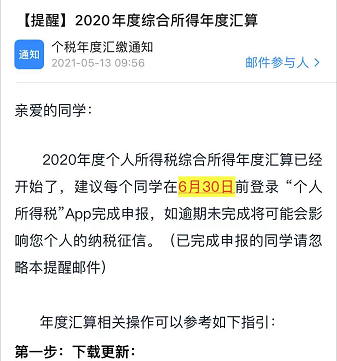 【提醒】2020年度综合所得年度汇算
通知
个税年度汇缴通知
2021-05-13 09:56
邮件参与人 >
亲爱的同学：
2020年度个人所得税综合所得年度汇算已经
开始了，建议每个同学在6月30日前登录“个人
所得税”App完成申报，如逾期未完成将可能会影
响您个人的纳税征信。（已完成申报的同学请忽
略本提醒邮件）
年度汇算相关操作可以参考如下指引：
第一步：下载更新：